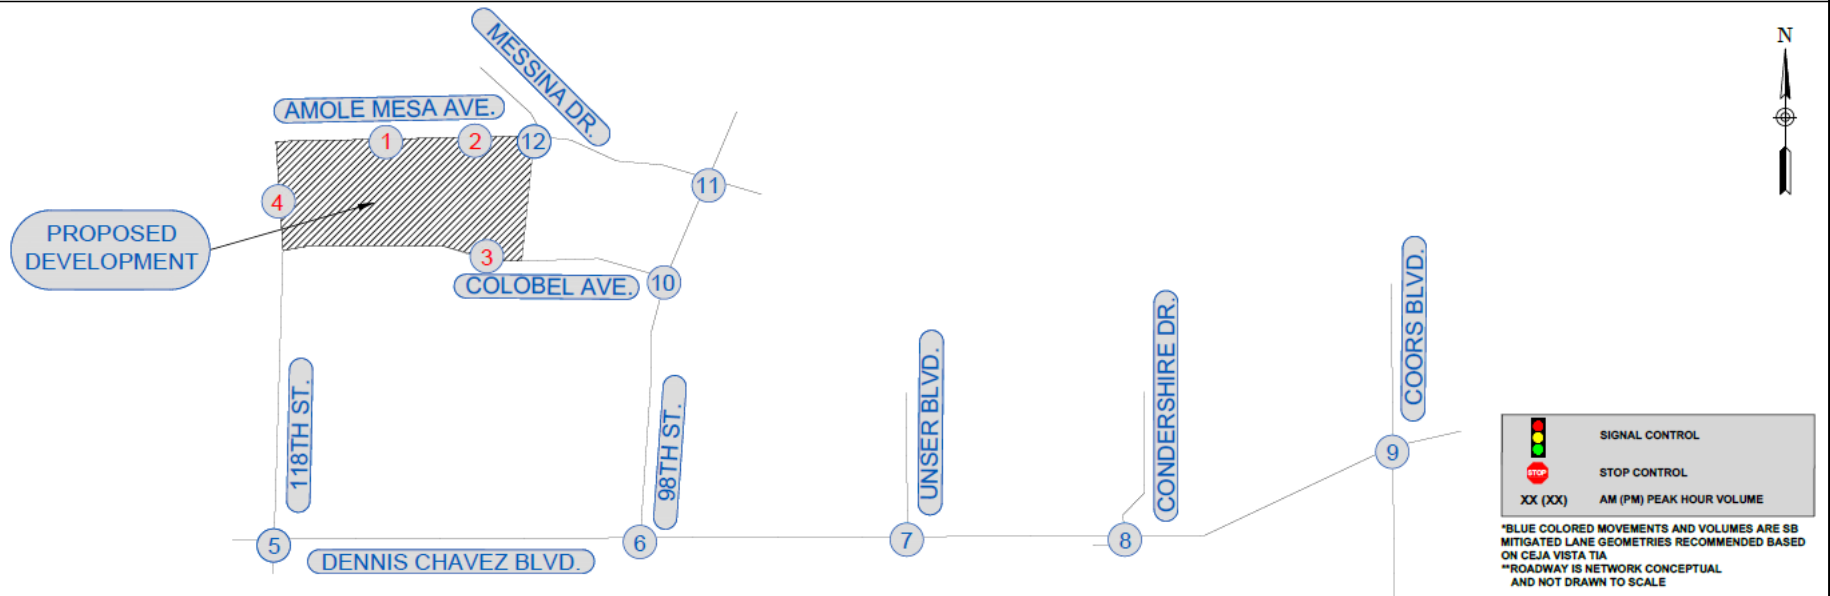 MESSINA DR.
N
AMOLE MESA AVE.
1
2
12
11
4
PROPOSED
DEVELOPMENT
3
COLOBEL AVE.
10
118TH ST.
98TH ST.
UNSER BLVD.
CONDERSHIRE DR.
COORS BLVD.
9
5
6
7
8
DENNIS CHAVEZ BLVD.
SIGNAL CONTROL
STOP
STOP CONTROL
XX (XX)
AM (PM) PEAK HOUR VOLUME
*BLUE COLORED MOVEMENTS AND VOLUMES ARE SB
MITIGATED LANE GEOMETRIES RECOMMENDED BASED
ON CEJA VISTA TIA
**ROADWAY IS NETWORK CONCEPTUAL
AND NOT DRAWN TO SCALE